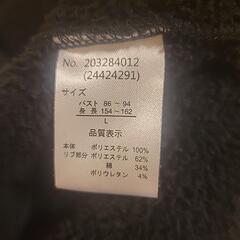 No. 203284012
(24424291)
サイズ
バスト 86 ~ 94
身長 154 ~ 162
L
品質表示
本体 ポリエステル 100%
リブ部分 ポリエステル 62%
綿 34%
ポリウレタン 4%